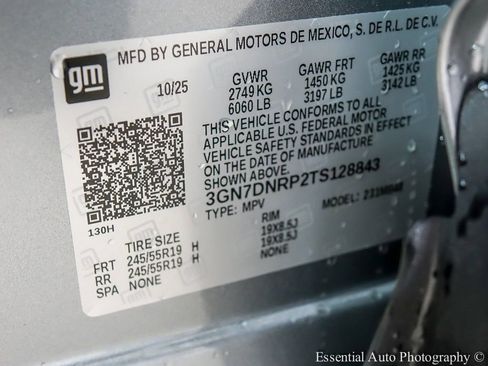 gm
MFD BY GENERAL MOTORS DE MEXICO, S. DE R.L. DE C.V.
10/25 GVWR GAWR FRT GAWR RR
2749 KG 1450 KG 1425 KG
6060 LB 3197 LB 3142 LB
THIS VEHICLE CONFORMS TO ALL
APPLICABLE U.S. FEDERAL MOTOR
VEHICLE SAFETY STANDARDS IN EFFECT
ON THE DATE OF MANUFACTURE
SHOWN ABOVE.
3GN7DNRP2TS128843
TYPE: MPV MODEL:
130H
TIRE SIZE RIM
FRT 245/55R19 H 19X8.5J
RR 245/55R19 H 19X8.5J
SPA NONE NONE
Essential Auto Photography ©